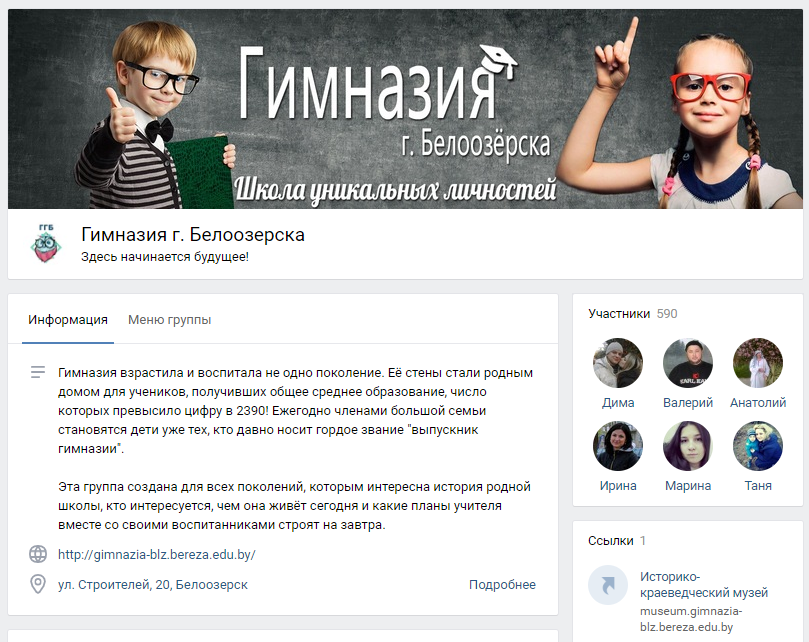 Гимназия
г. Белоозёрска
Школа уникальных личностей
ГГБ
Гимназия г. Белоозерска
Здесь начинается будущее!
Информация
Меню группы
Гимназия взрастила и воспитала не одно поколение. Её стены стали родным
домом для учеников, получивших общее среднее образование, число
которых превысило цифру в 2390! Ежегодно членами большой семьи
становятся дети уже тех, кто давно носит гордое звание "выпускник
гимназии".
Эта группа создана для всех поколений, которым интересна история родной
школы, кто интересуется, чем она живёт сегодня и какие планы учителя
вместе со своими воспитанниками строят на завтра.
http://gimnazia-blz.bereza.edu.by/
ул. Строителей, 20, Белоозерск
Подробнее
Участники 590
Дима
Валерий
Анатолий
Ирина
Марина
Таня
Ссылки 1
Историко-
краеведческий музей
museum.gimnazia-
blz.bereza.edu.by